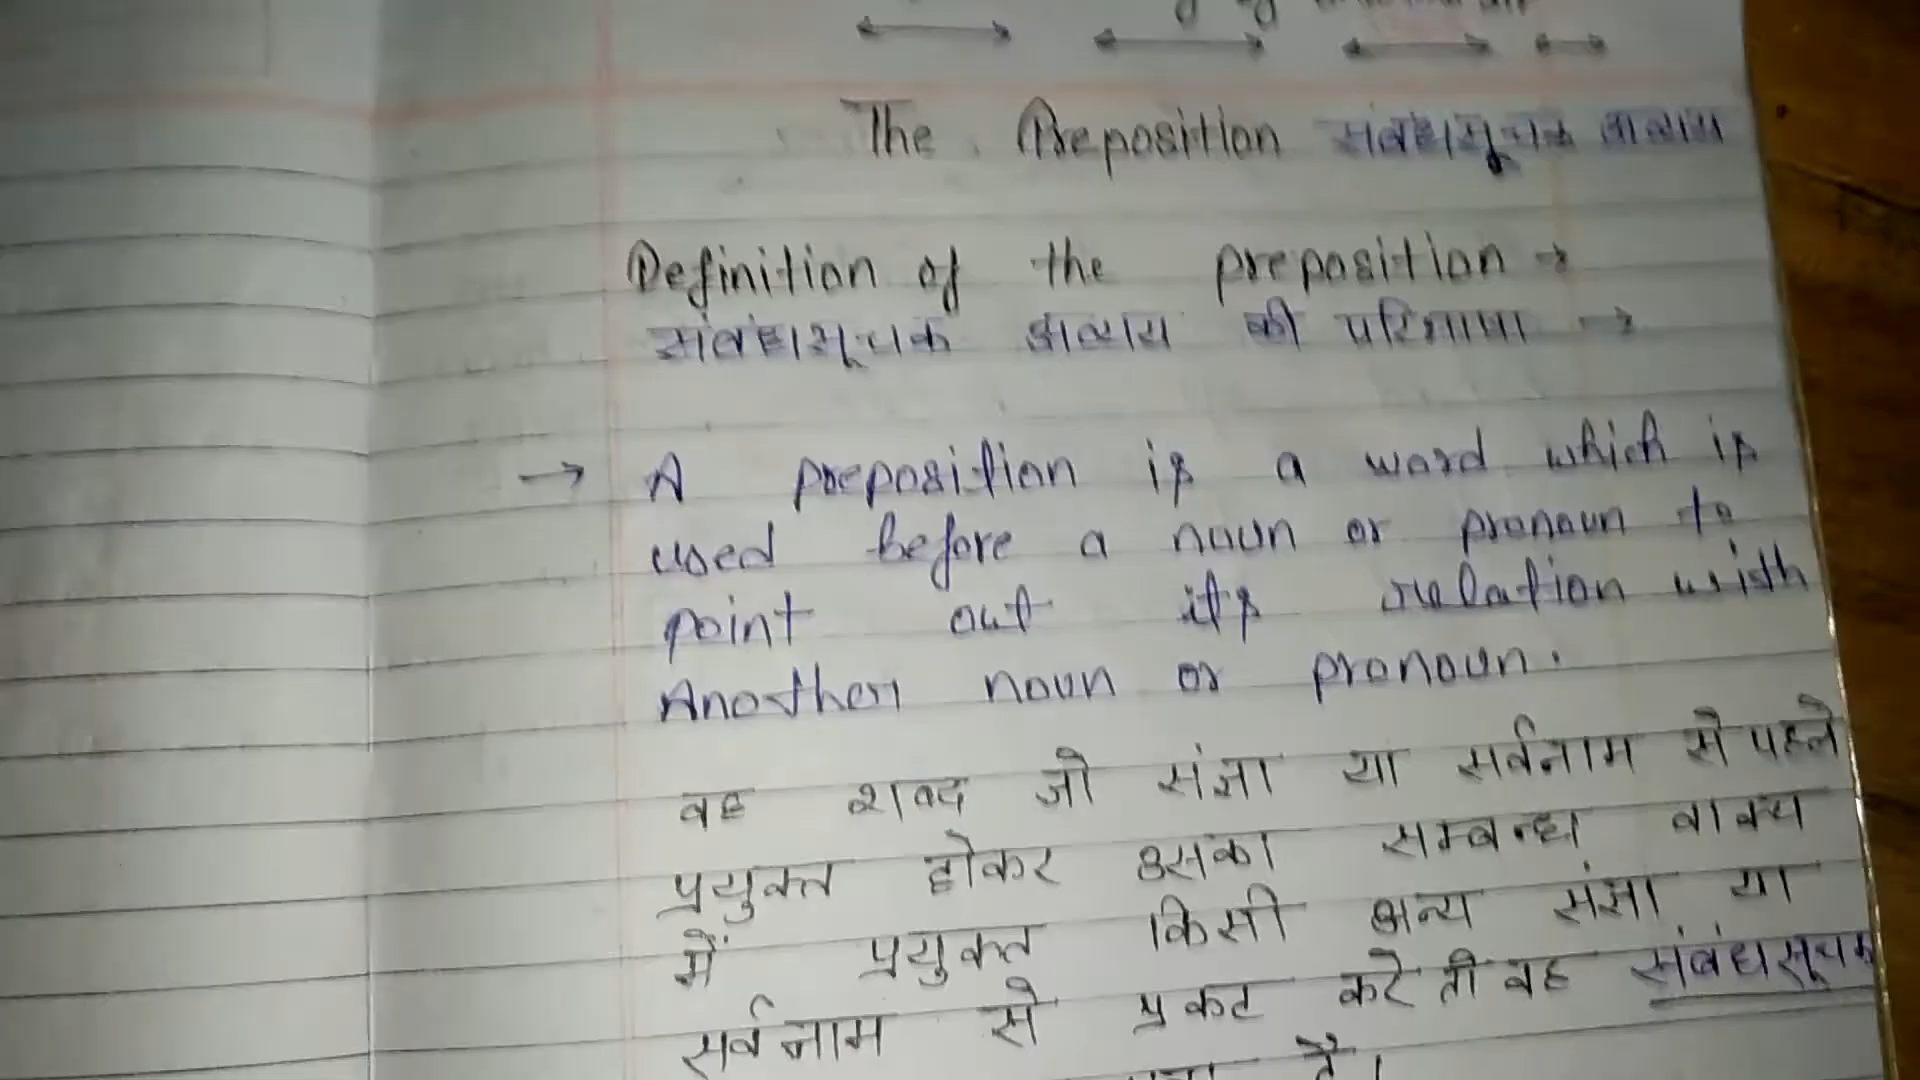 The Preposition संबंधसूचक अव्यय
Definition of the preposition →
संबंधसूचक अव्यय की परिभाषा →
→ A preposition is a word which is
used before a noun or pronoun to
point out its relation with
Another noun or pronoun.
वह शब्द जो संज्ञा या सर्वनाम से पहले
प्रयुक्त होकर उसका सम्बन्ध वाक्य
में प्रयुक्त किसी अन्य संज्ञा या
सर्वनाम से प्रकट करे तो वह संबंधसूचक
है।